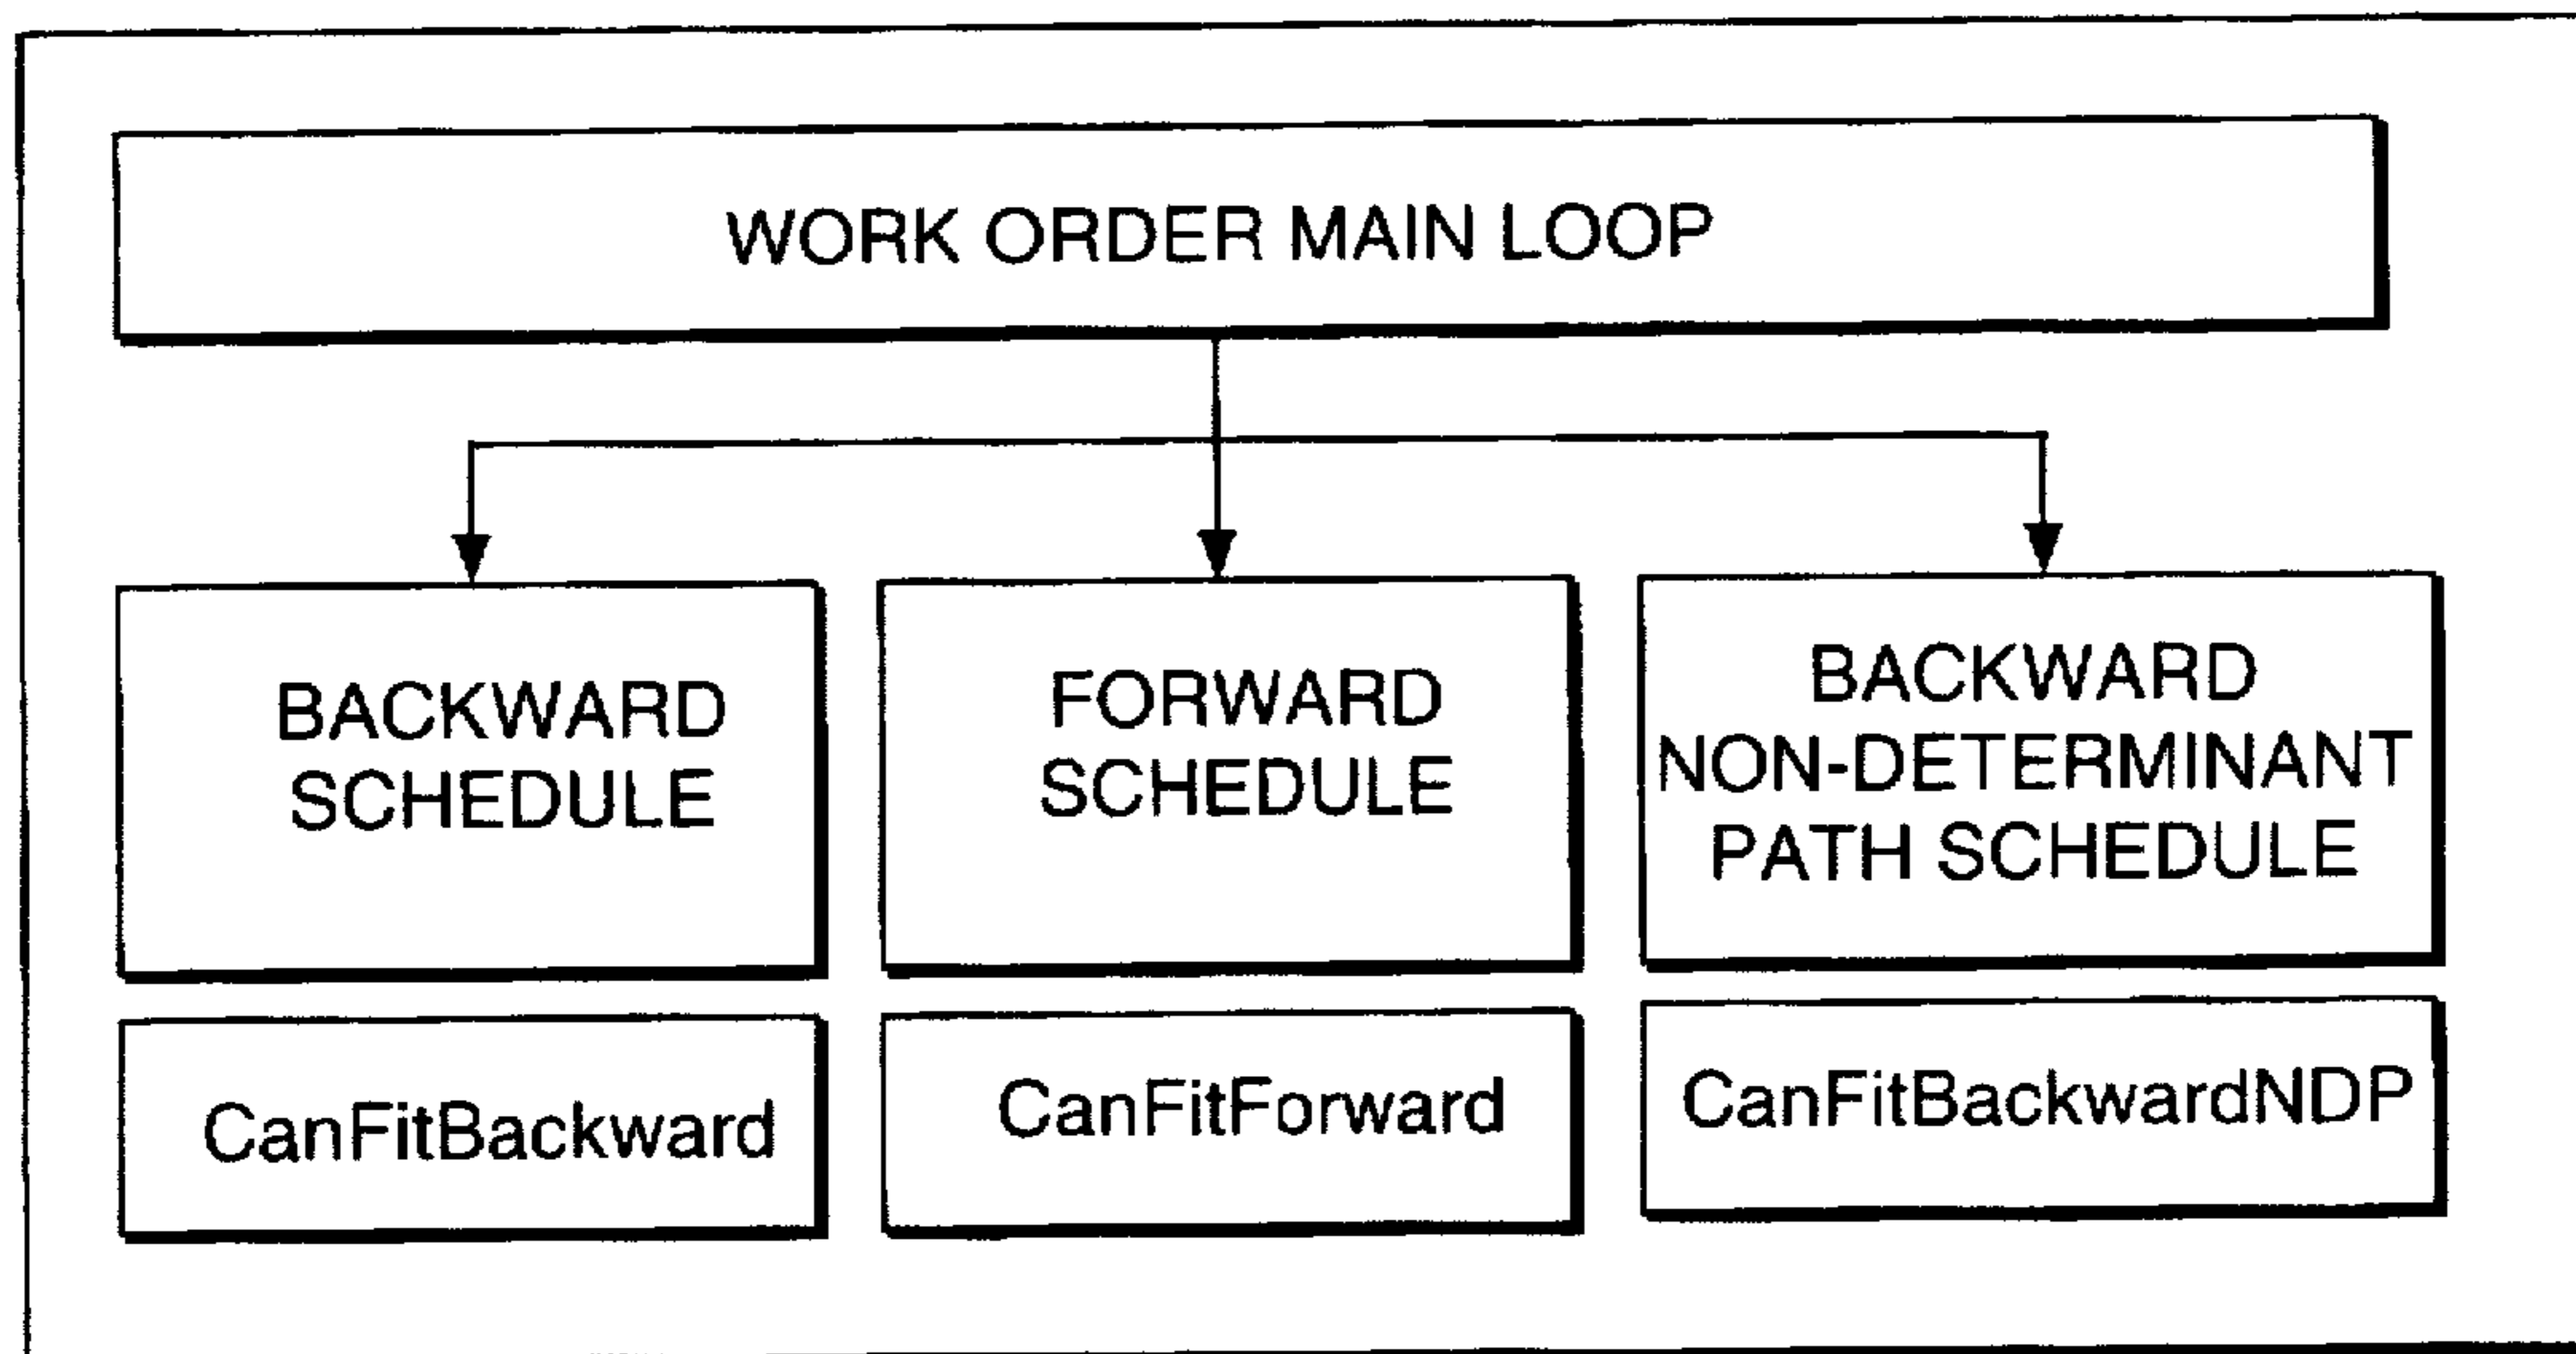 WORK ORDER MAIN LOOP
BACKWARD
SCHEDULE
FORWARD
SCHEDULE
BACKWARD
NON-DETERMINANT
PATH SCHEDULE
CanFitBackward
CanFitForward
CanFitBackwardNDP